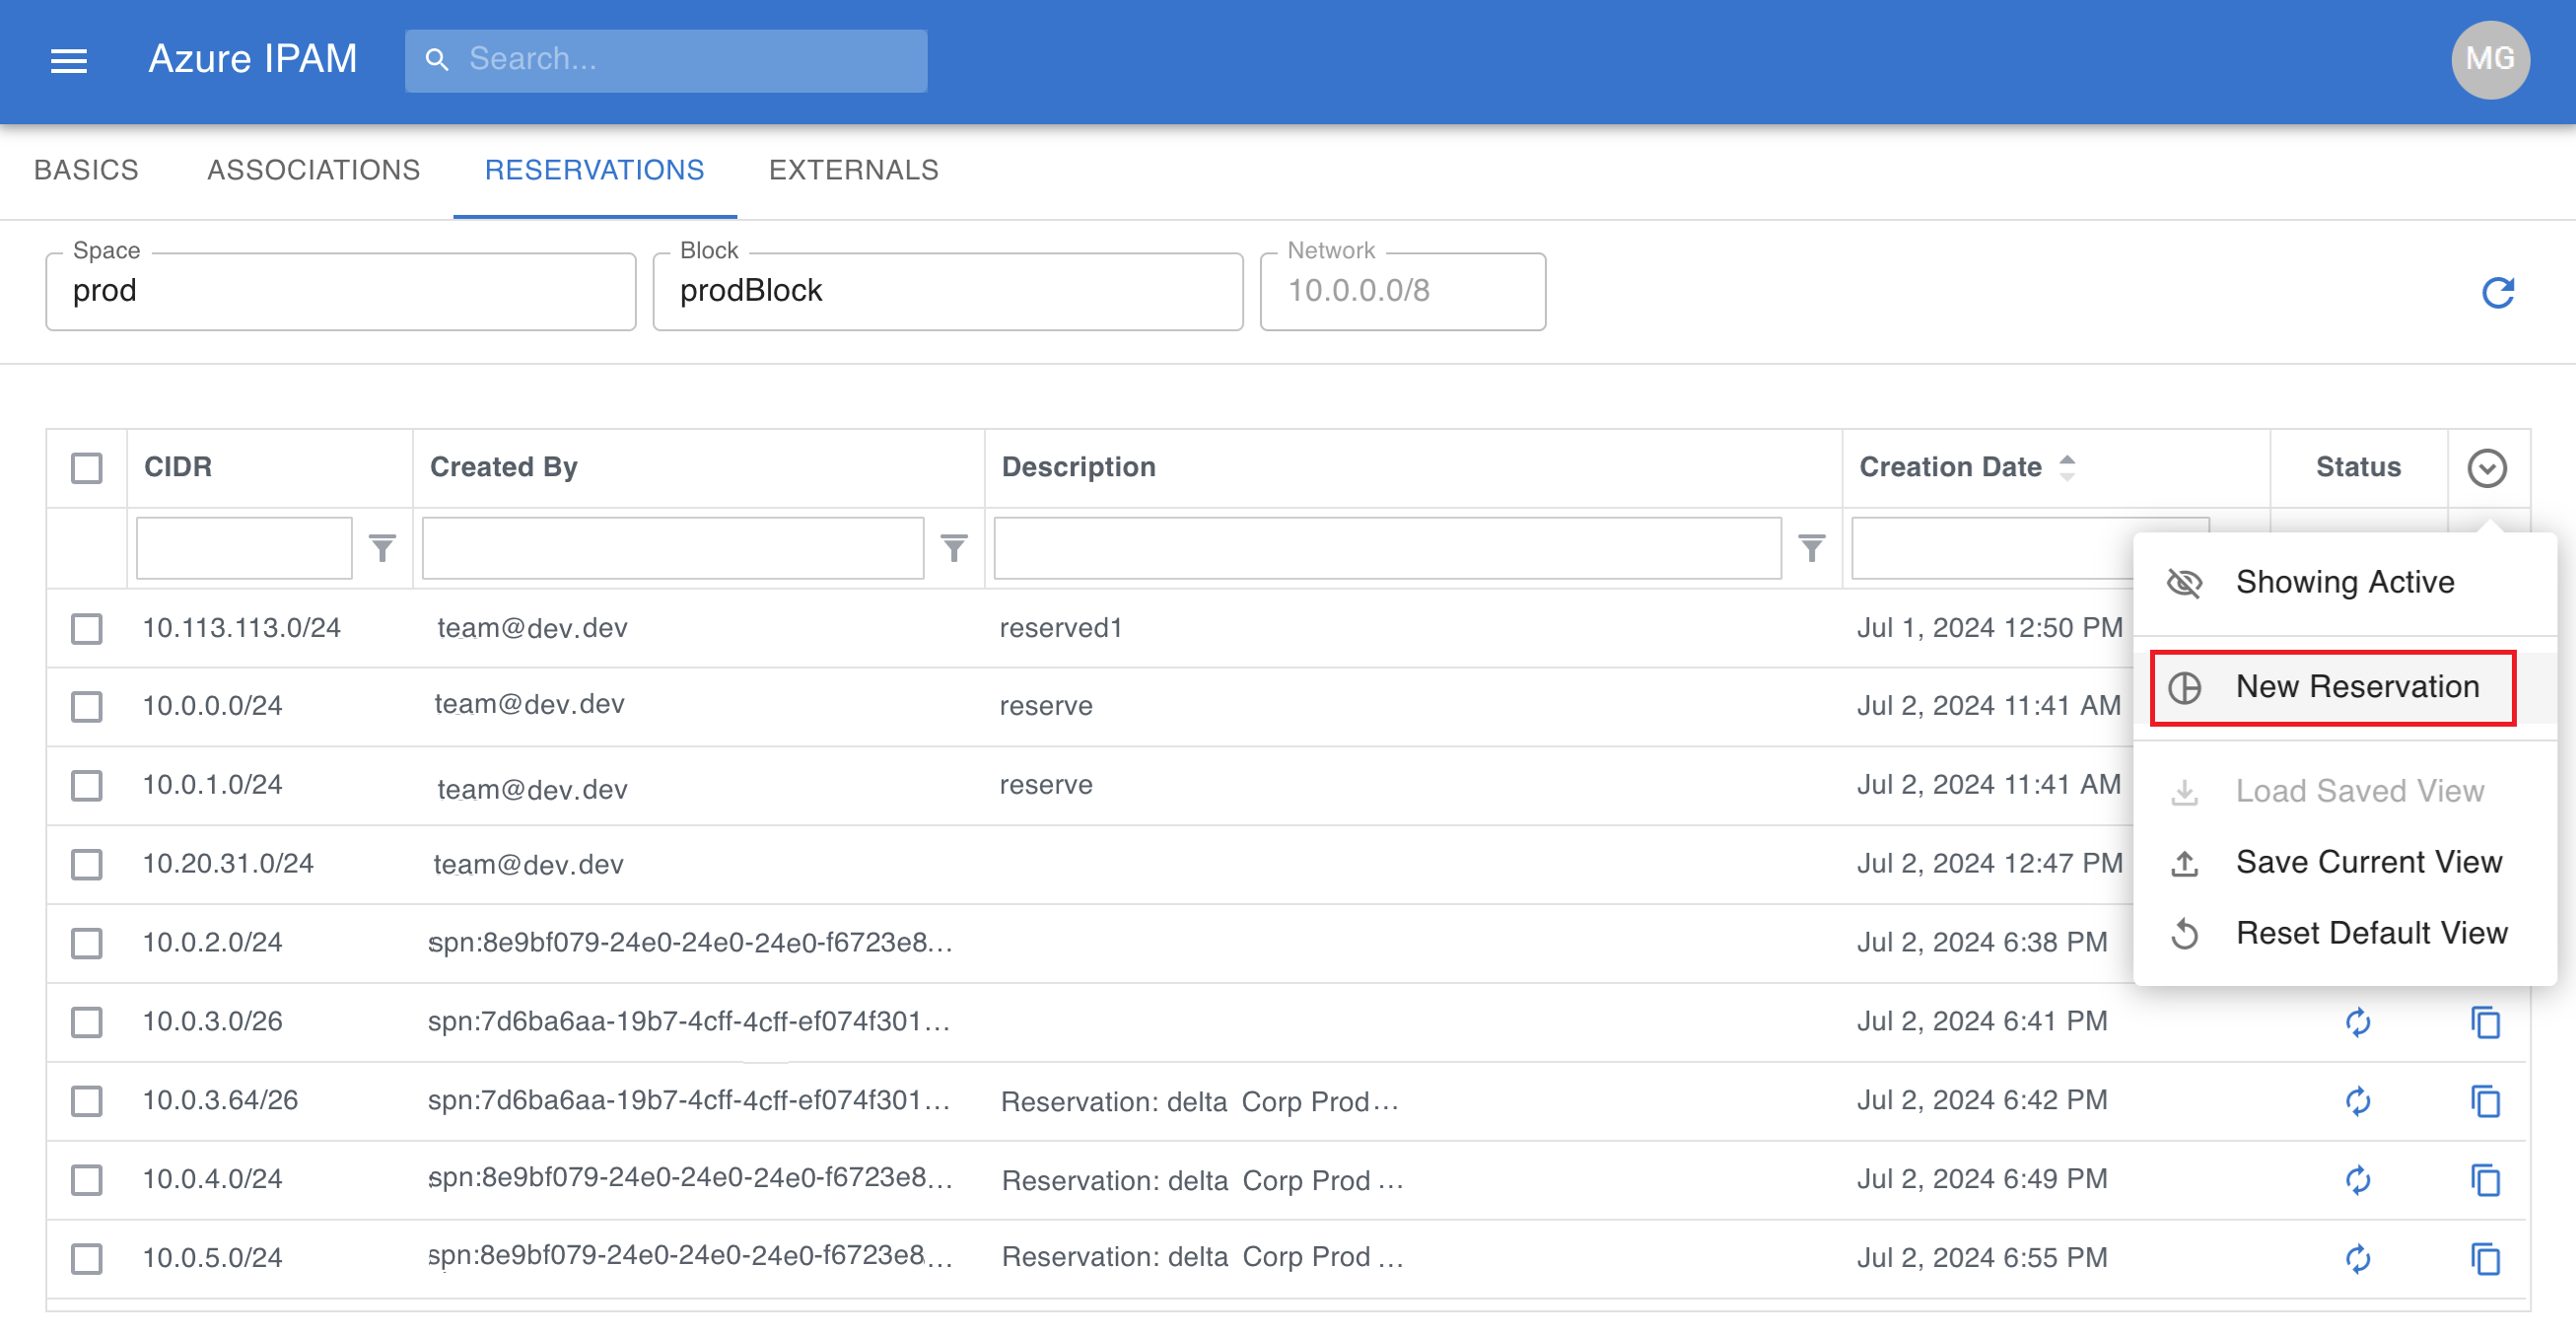 Azure IPAM
Search...
MG
BASICS ASSOCIATIONS RESERVATIONS EXTERNALS
Space Block Network
prod prodBlock 10.0.0.0/8
CIDR Created By Description Creation Date Status
Showing Active
New Reservation
Load Saved View
Save Current View
Reset Default View
10.113.113.0/24 team@dev.dev reserved1 Jul 1, 2024 12:50 PM
10.0.0.0/24 team@dev.dev reserve Jul 2, 2024 11:41 AM
10.0.1.0/24 team@dev.dev reserve Jul 2, 2024 11:41 AM
10.20.31.0/24 team@dev.dev Jul 2, 2024 12:47 PM
10.0.2.0/24 spn:8e9bf079-24e0-24e0-24e0-f6723e8... Jul 2, 2024 6:38 PM
10.0.3.0/26 spn:7d6ba6aa-19b7-4cff-4cff-ef074f301... Jul 2, 2024 6:41 PM
10.0.3.64/26 spn:7d6ba6aa-19b7-4cff-4cff-ef074f301... Reservation: delta Corp Prod... Jul 2, 2024 6:42 PM
10.0.4.0/24 spn:8e9bf079-24e0-24e0-24e0-f6723e8... Reservation: delta Corp Prod ... Jul 2, 2024 6:49 PM
10.0.5.0/24 spn:8e9bf079-24e0-24e0-24e0-f6723e8... Reservation: delta Corp Prod ... Jul 2, 2024 6:55 PM